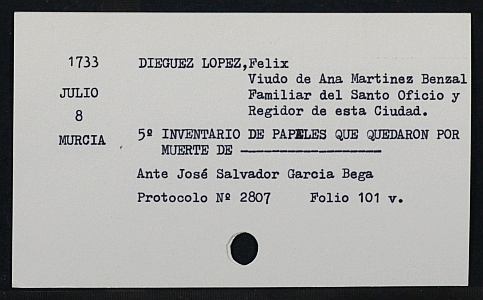 1733 DIEGUEZ LOPEZ,Felix
Viudo de Ana Martinez Benzal
JULIO Familiar del Santo Oficio y
8 Regidor de esta Ciudad.
MURCIA 5º INVENTARIO DE PAPELES QUE QUEDARON POR
MUERTE DE ------------------
Ante José Salvador Garcia Bega
Protocolo Nº 2807 Folio 101 v.